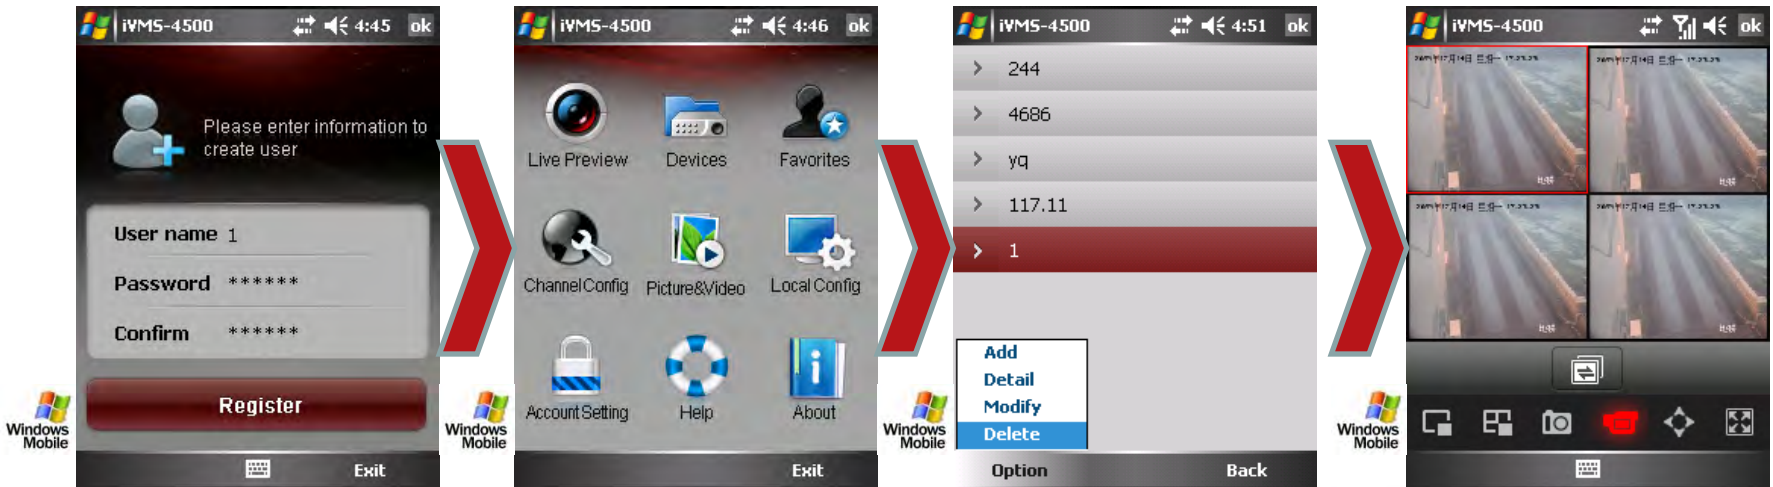 iVMS-4500
4:45
ok
Please enter information to
create user
User name 1
Password ******
Confirm ******
Register
Exit
Windows
Mobile
iVMS-4500
4:46
ok
Live Preview
Devices
Favorites
Channel Config
Picture&Video
Local Config
Account Setting
Help
About
Exit
Windows
Mobile
iVMS-4500
4:51
ok
244
4686
yq
117.11
1
Add
Detail
Modify
Delete
Option
Back
Windows
Mobile
iVMS-4500
ok
Windows
Mobile